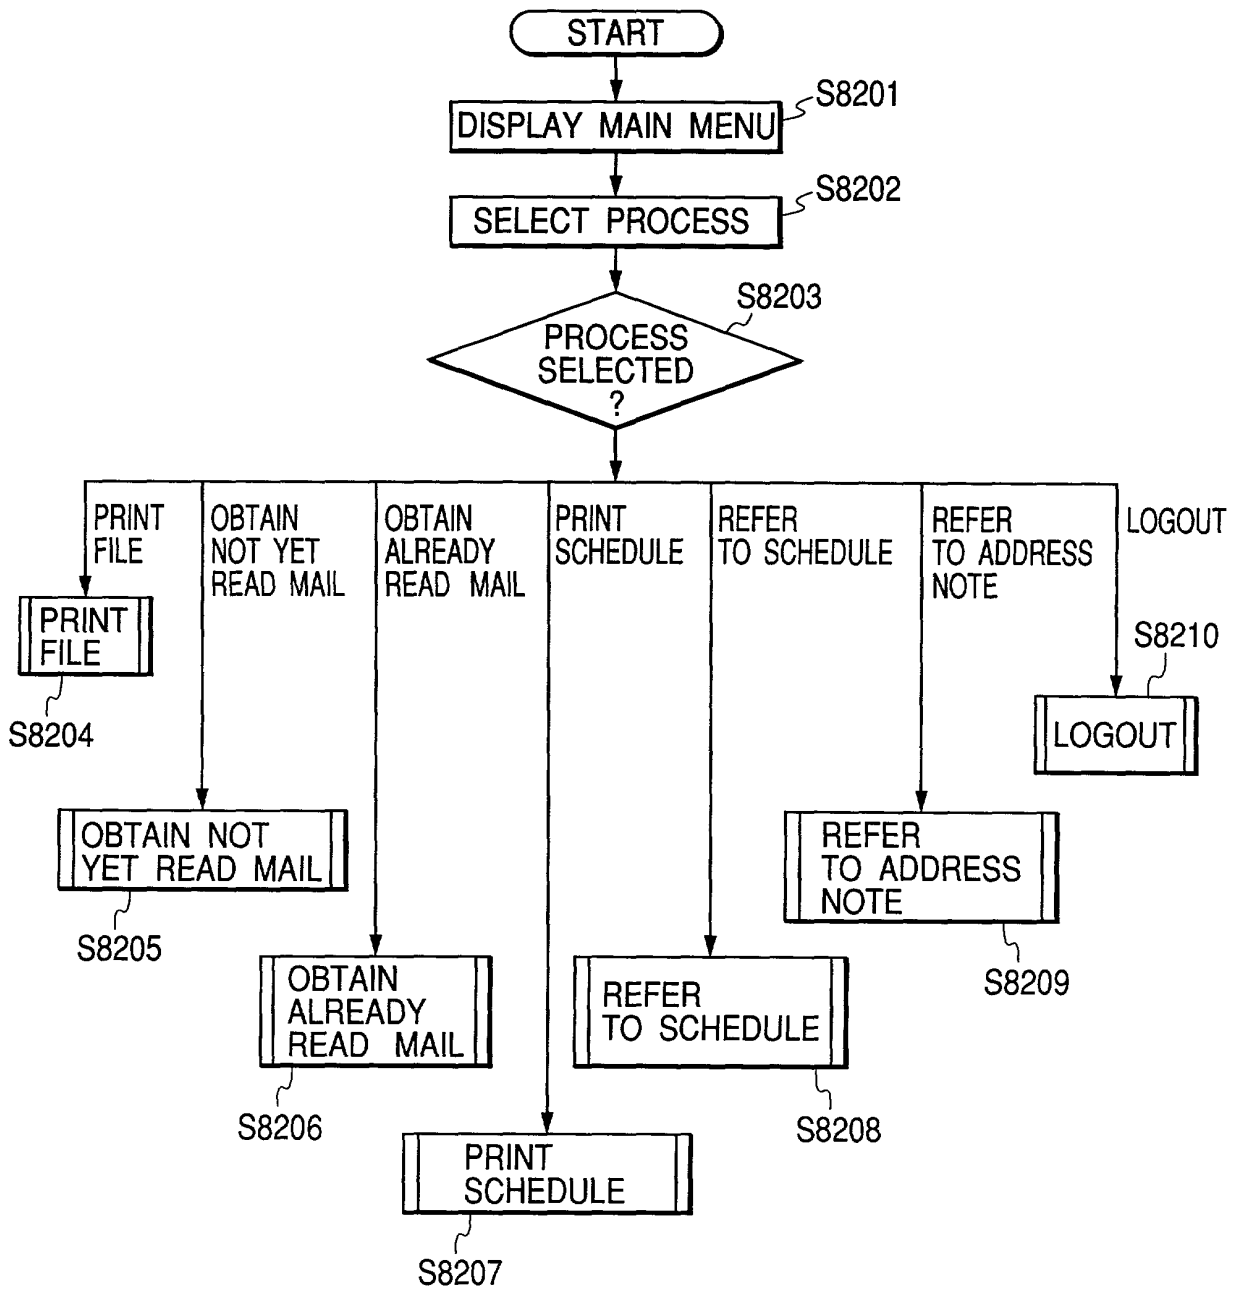 START
S8201
DISPLAY MAIN MENU
S8202
SELECT PROCESS
S8203
PROCESS
SELECTED
?
PRINT
FILE
OBTAIN
NOT YET
READ MAIL
OBTAIN
ALREADY
READ MAIL
PRINT
SCHEDULE
REFER
TO SCHEDULE
REFER
TO ADDRESS
NOTE
LOGOUT
PRINT
FILE
S8204
S8210
LOGOUT
OBTAIN NOT
YET READ MAIL
S8205
REFER
TO ADDRESS
NOTE
S8209
OBTAIN
ALREADY
READ MAIL
S8206
REFER
TO SCHEDULE
S8208
PRINT
SCHEDULE
S8207